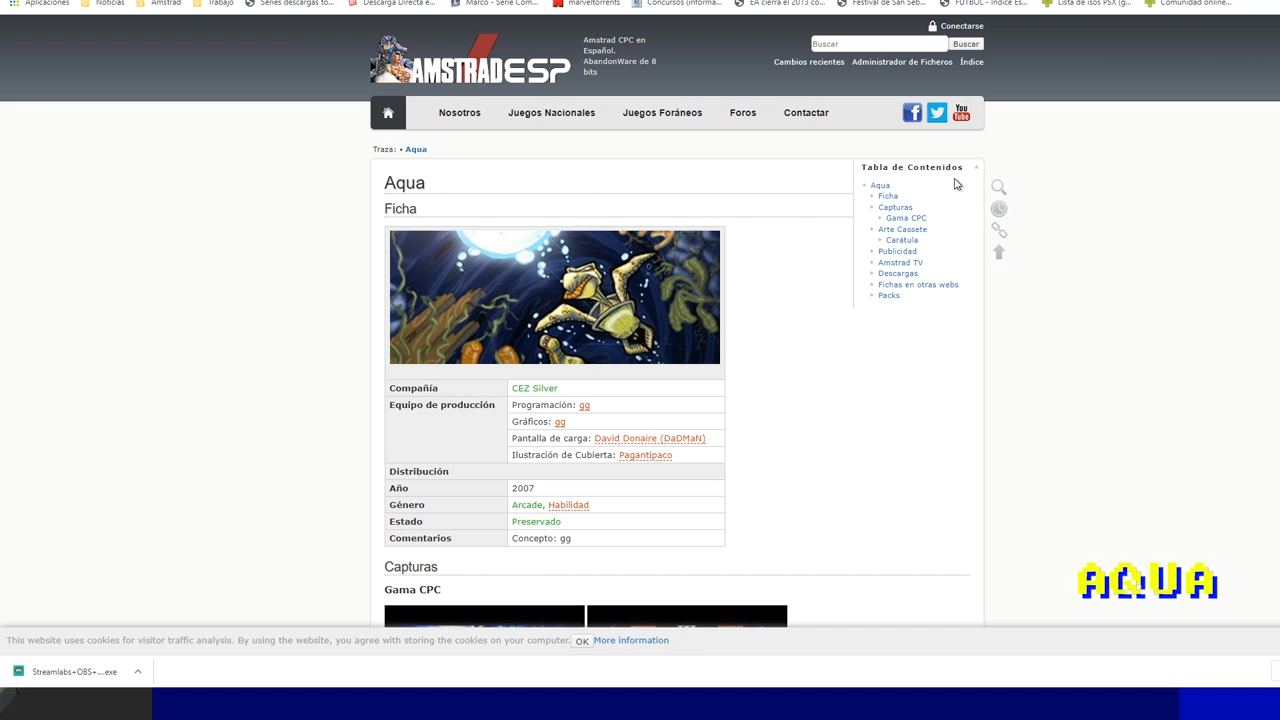 Aplicaciones Noticias Amstrad Trabajo Series descargas to... Descarga Directa e... Marco - Serie Com... marveltorrents Concursos (informa... EA cierra el 2013 co... Festival de San Seb... FUTBOL - Indice Es... Lista de isos PSX (g... Comunidad online...
Conectarse
Amstrad CPC en
Español.
AbandonWare de 8
bits
AMSTRADESP
Buscar Buscar
Cambios recientes Administrador de Ficheros Índice
Nosotros Juegos Nacionales Juegos Foráneos Foros Contactar
You
Tube
Traza: • Aqua
Tabla de Contenidos
Aqua
Ficha
Capturas
Gama CPC
Arte Cassete
Carátula
Publicidad
Amstrad TV
Descargas
Fichas en otras webs
Packs
Aqua
Ficha
Compañía CEZ Silver
Equipo de producción Programación: gg
Gráficos: gg
Pantalla de carga: David Donaire (DaDMaN)
Ilustración de Cubierta: Pagantipaco
Distribución
Año 2007
Género Arcade, Habilidad
Estado Preservado
Comentarios Concepto: gg
Capturas
Gama CPC
AQUA
This website uses cookies for visitor traffic analysis. By using the website, you agree with storing the cookies on your computer. OK More information
Streamlabs+OBS+....exe